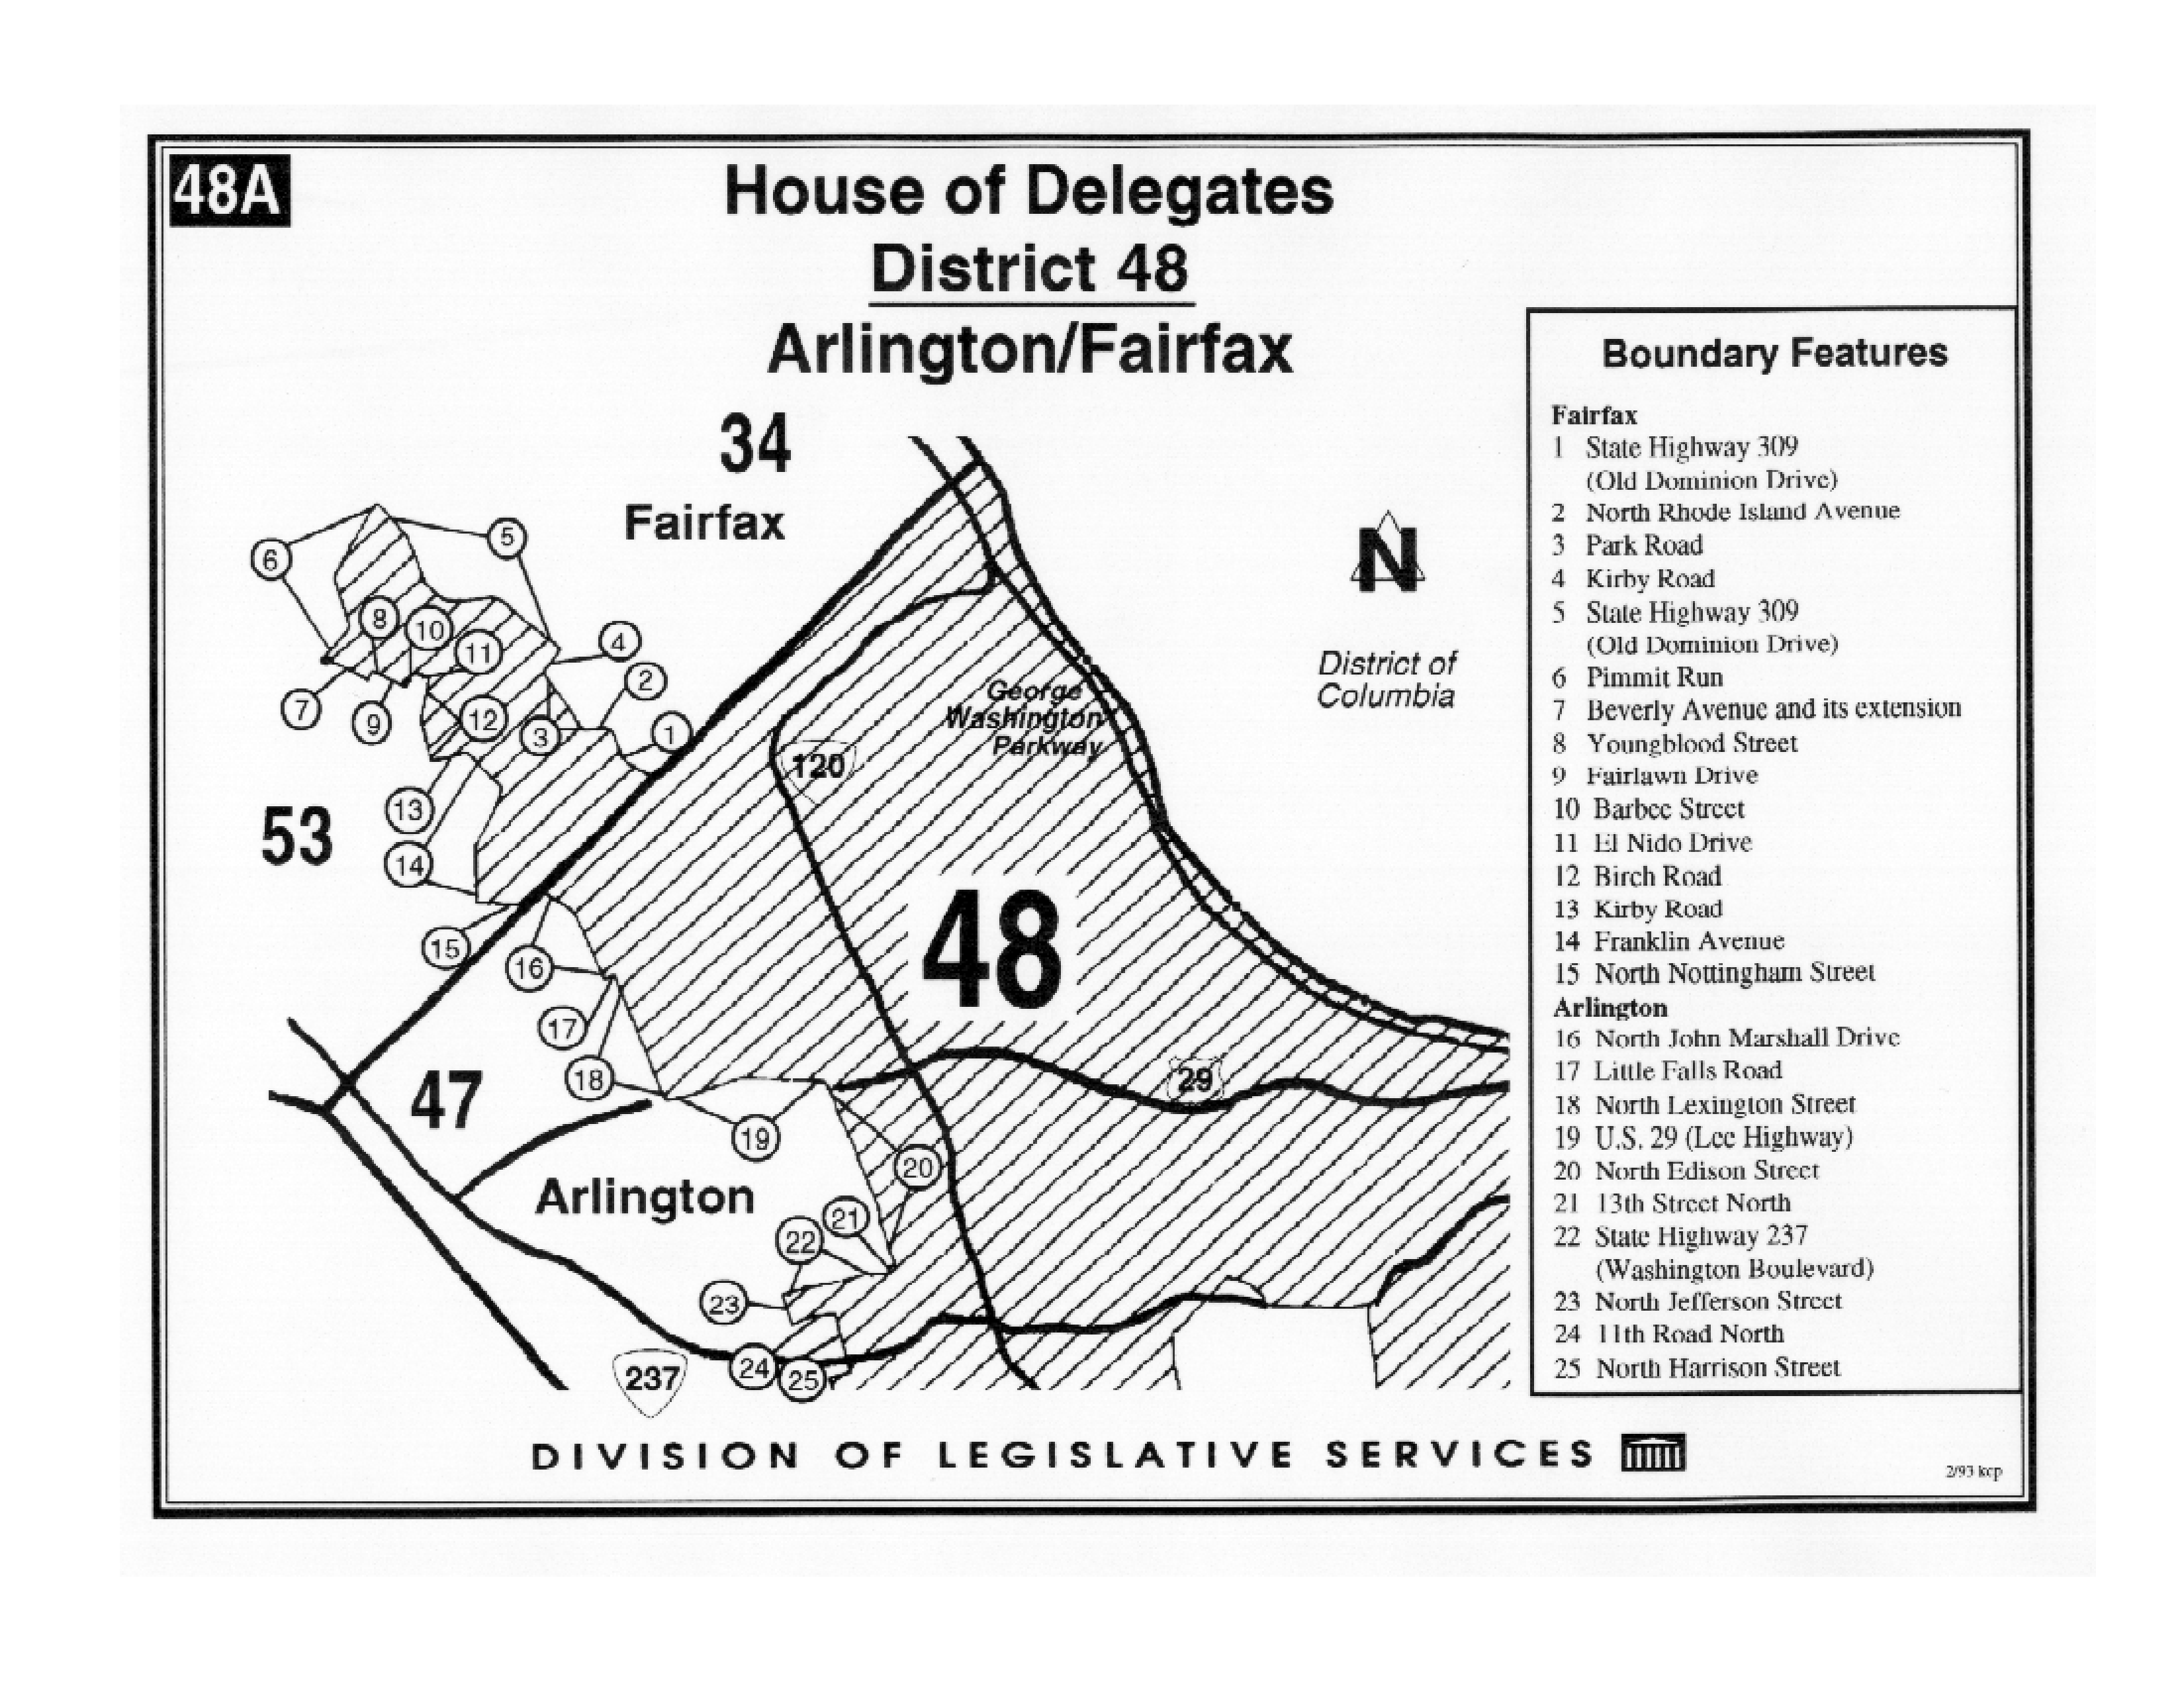 48A
House of Delegates
District 48
Arlington/Fairfax
34
Fairfax
5
6
8
10
11
4
2
7
9
12
3
1
13
53
14
15
16
17
18
47
19
Arlington
20
21
22
23
24
25
237
120
George
Washington
Parkway
48
29
N
District of
Columbia
Boundary Features
Fairfax
1 State Highway 309
(Old Dominion Drive)
2 North Rhode Island Avenue
3 Park Road
4 Kirby Road
5 State Highway 309
(Old Dominion Drive)
6 Pimmit Run
7 Beverly Avenue and its extension
8 Youngblood Street
9 Fairlawn Drive
10 Barbee Street
11 El Nido Drive
12 Birch Road
13 Kirby Road
14 Franklin Avenue
15 North Nottingham Street
Arlington
16 North John Marshall Drive
17 Little Falls Road
18 North Lexington Street
19 U.S. 29 (Lee Highway)
20 North Edison Street
21 13th Street North
22 State Highway 237
(Washington Boulevard)
23 North Jefferson Street
24 11th Road North
25 North Harrison Street
DIVISION OF LEGISLATIVE SERVICES
2/93 kcp